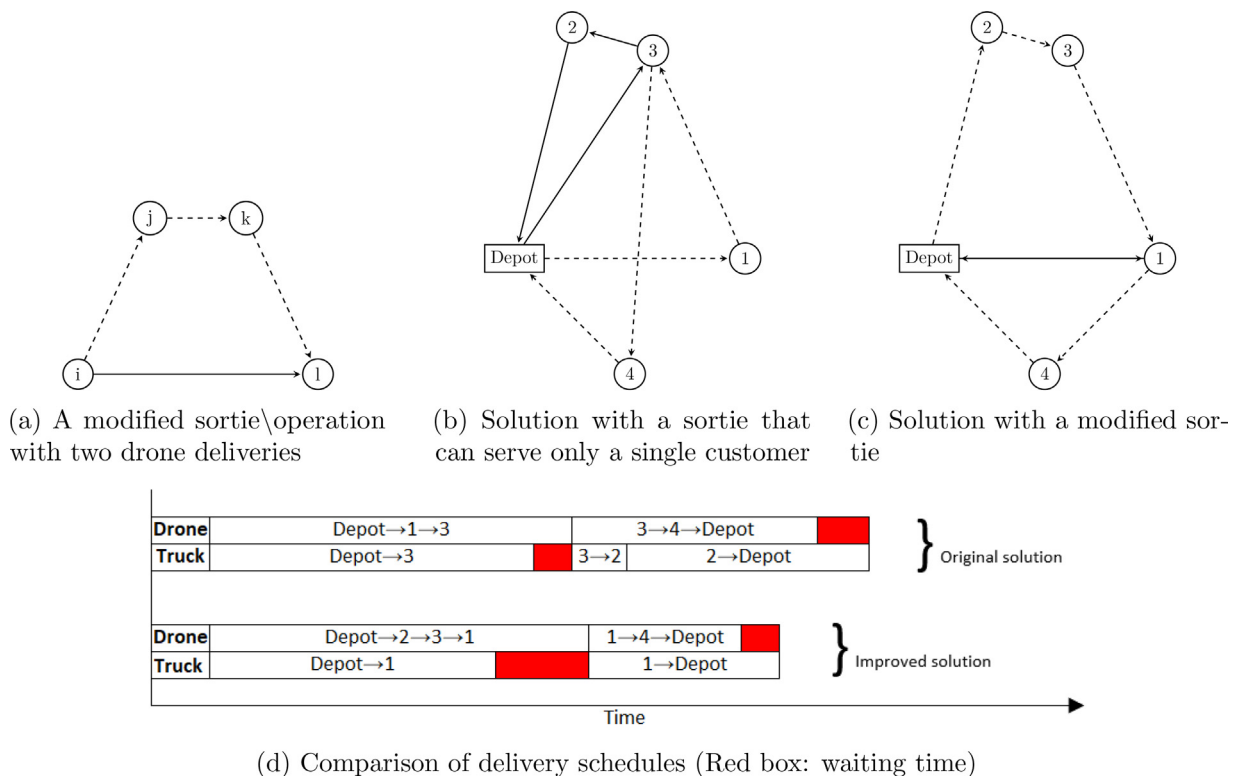 j
k
i
l
2
3
Depot
1
4
2
3
Depot
1
4
(a) A modified sortie\operation
with two drone deliveries
(b) Solution with a sortie that
can serve only a single customer
(c) Solution with a modified sor-
tie
Drone Depot→1→3 3→4→Depot
Truck Depot→3 3→2 2→Depot
} Original solution
Drone Depot→2→3→1 1→4→Depot
Truck Depot→1 1→Depot
} Improved solution
Time
(d) Comparison of delivery schedules (Red box: waiting time)